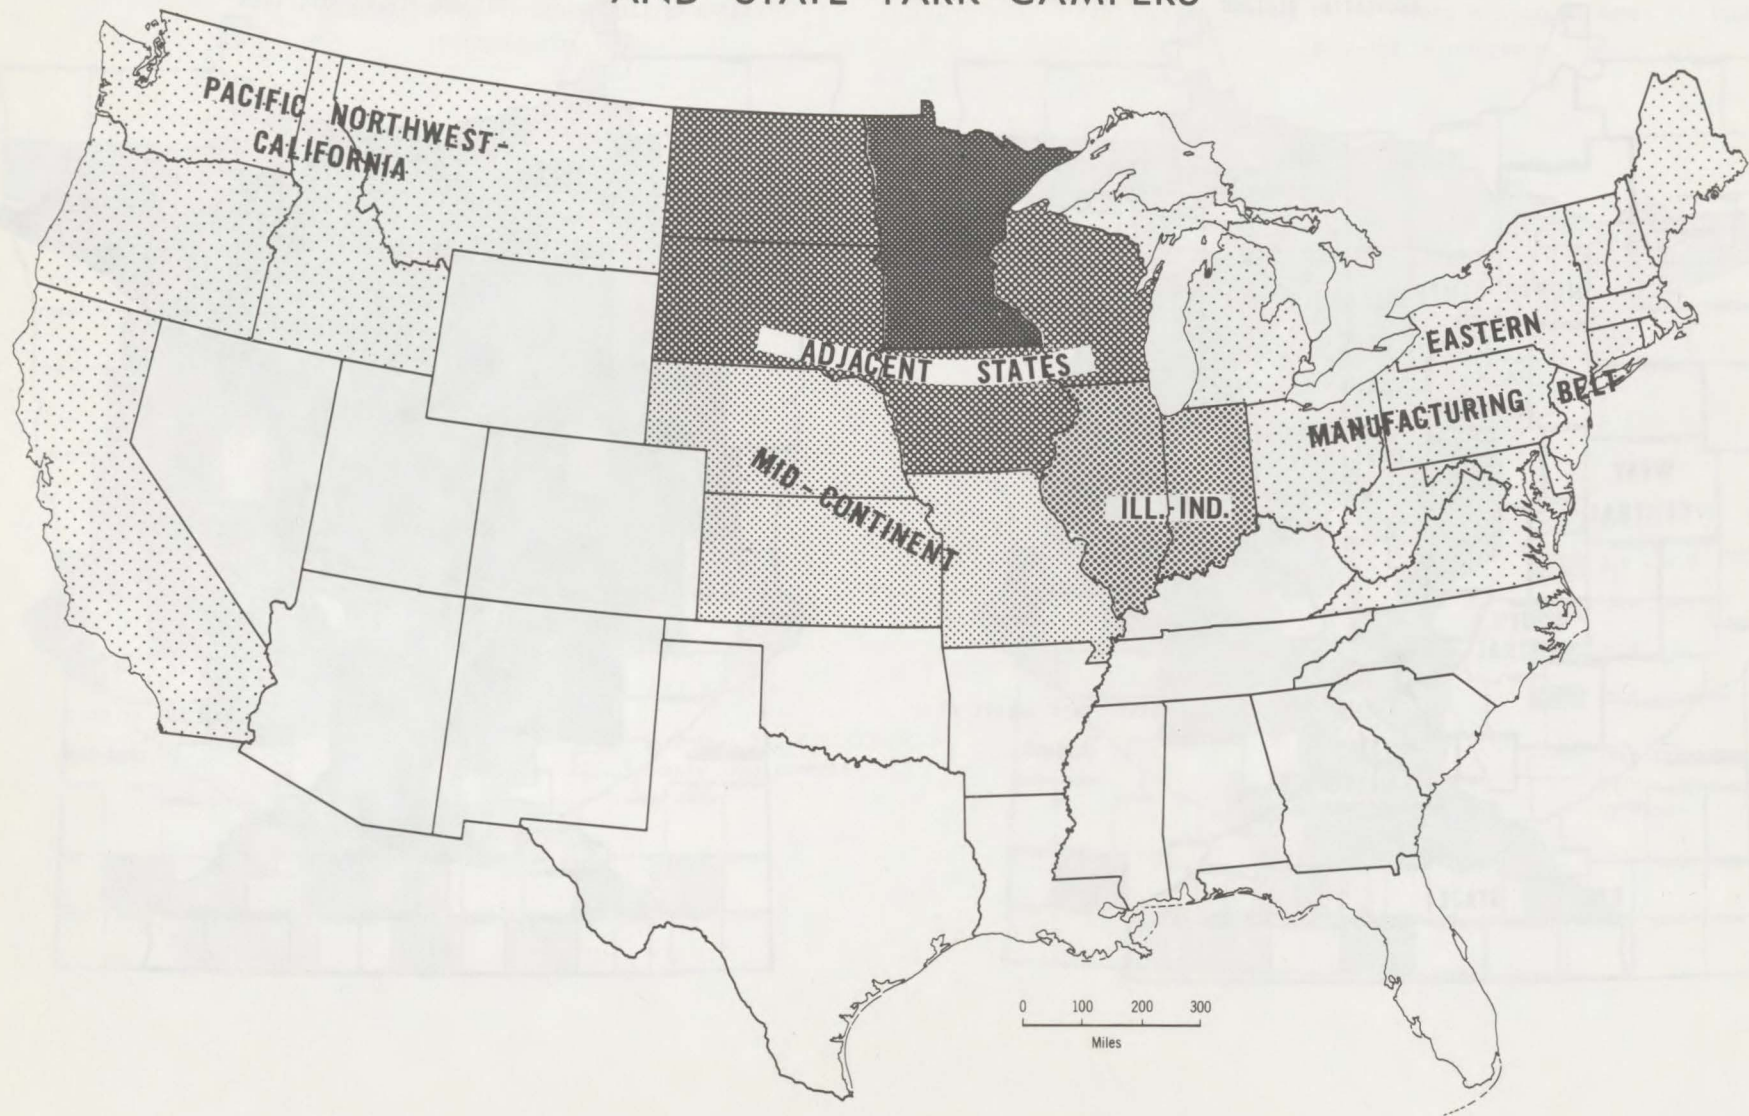 AND STATE PARK CAMPERS
PACIFIC NORTHWEST-
CALIFORNIA
ADJACENT STATES
EASTERN
MANUFACTURING BELT
MID-CONTINENT
ILL.-IND.
0 100 200 300
Miles